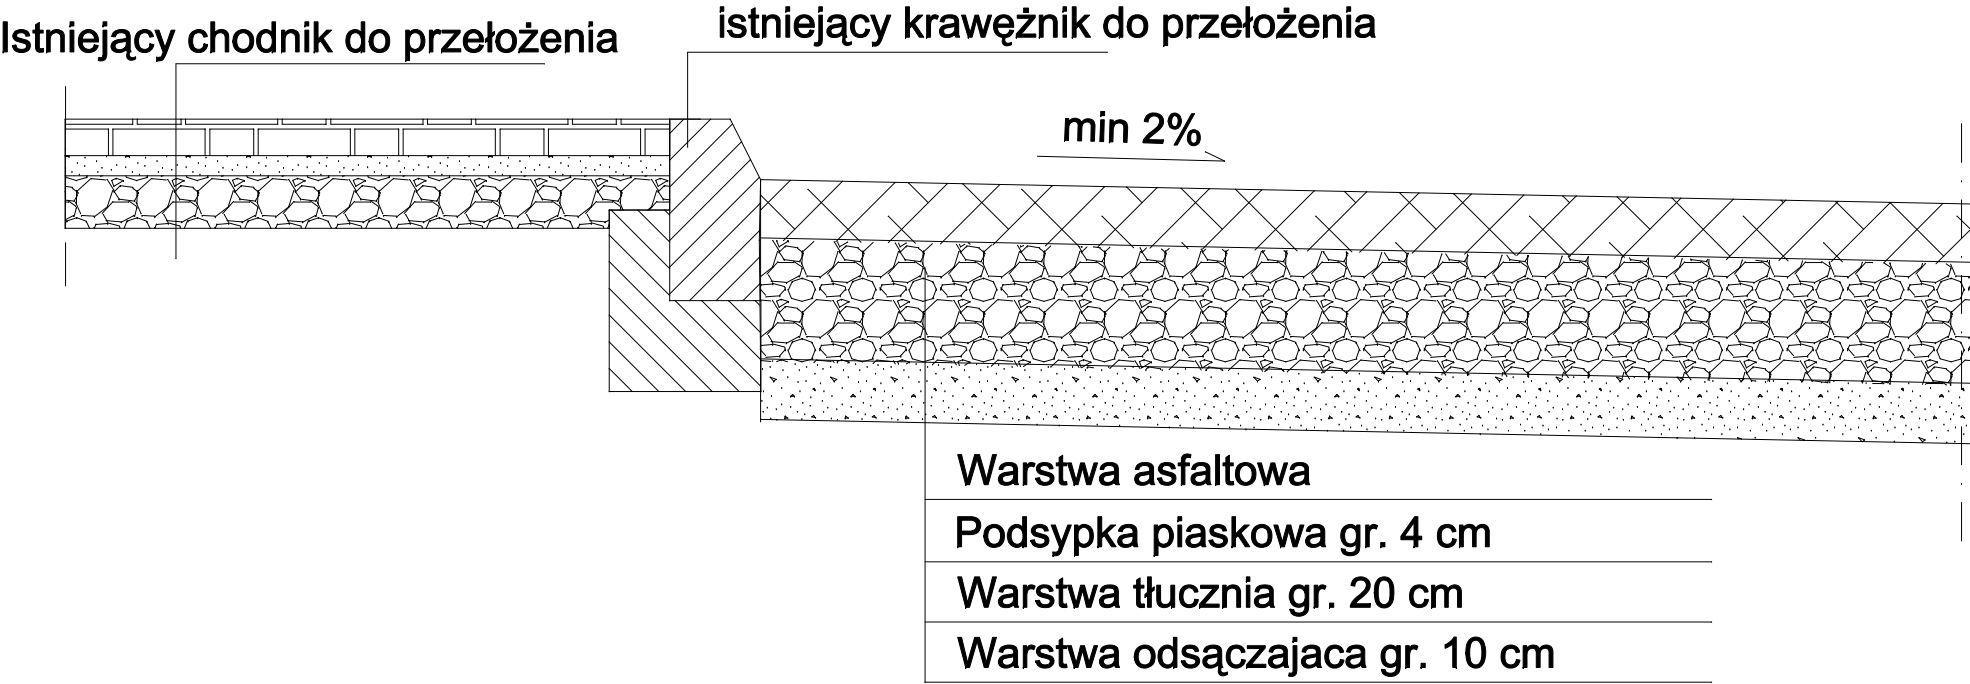 Istniejący chodnik do przełożenia
istniejący krawężnik do przełożenia
min 2%
Warstwa asfaltowa
Podsypka piaskowa gr. 4 cm
Warstwa tłucznia gr. 20 cm
Warstwa odsączajaca gr. 10 cm